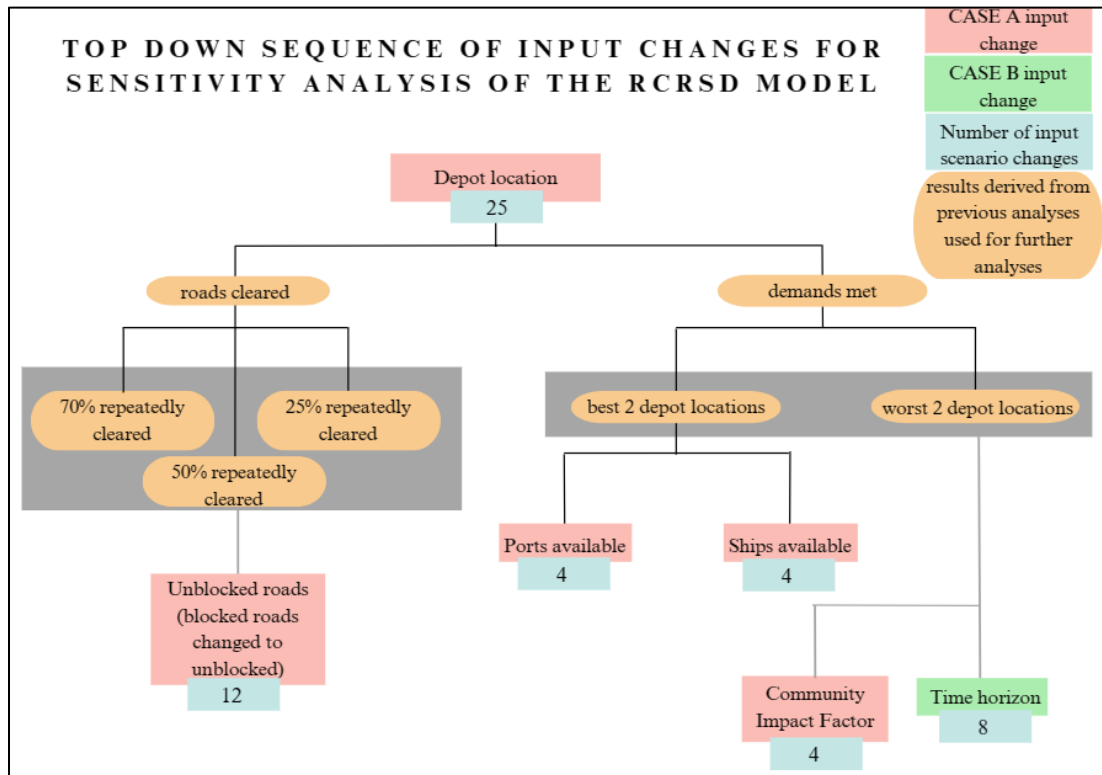 TOP DOWN SEQUENCE OF INPUT CHANGES FOR
SENSITIVITY ANALYSIS OF THE RCRSD MODEL
CASE A input
change
CASE B input
change
Number of input
scenario changes
results derived from
previous analyses
used for further
analyses
Depot location
25
roads cleared
demands met
70% repeatedly
cleared
25% repeatedly
cleared
50% repeatedly
cleared
best 2 depot locations
worst 2 depot locations
Ports available
4
Ships available
4
Unblocked roads
(blocked roads
changed to
unblocked)
12
Community
Impact Factor
4
Time horizon
8